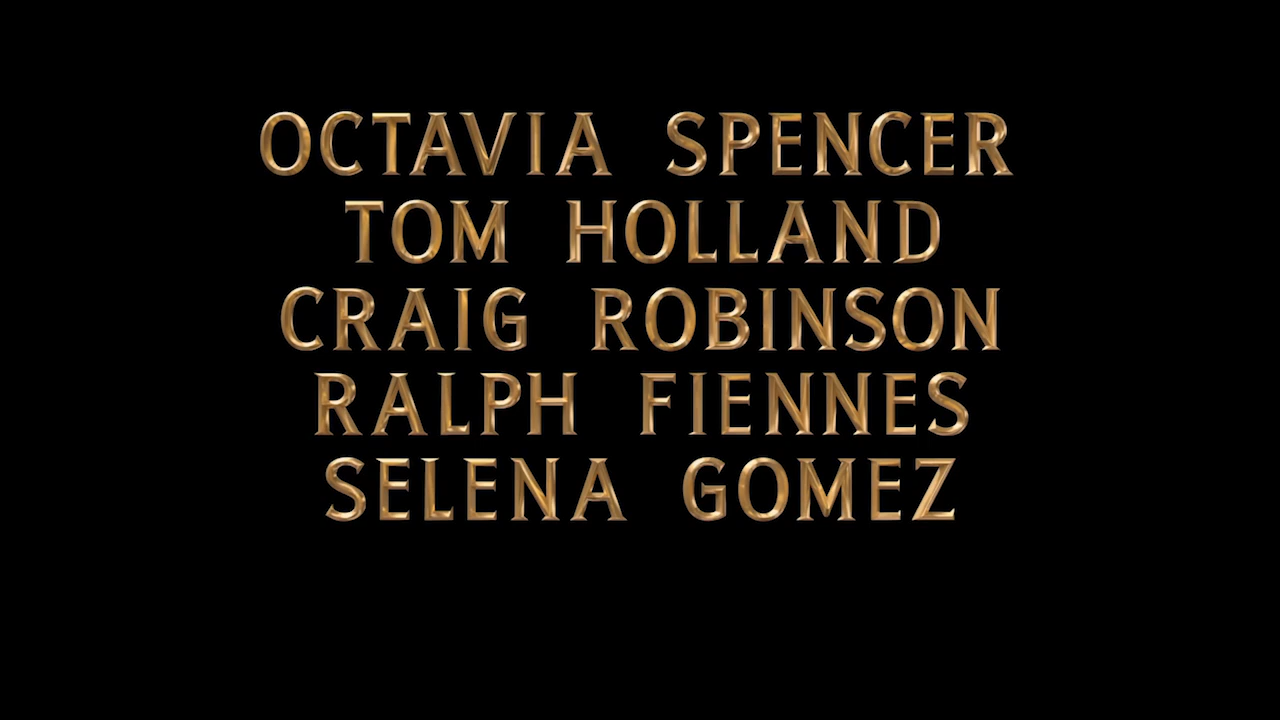 OCTAVIA SPENCER
TOM HOLLAND
CRAIG ROBINSON
RALPH FIENNES
SELENA GOMEZ